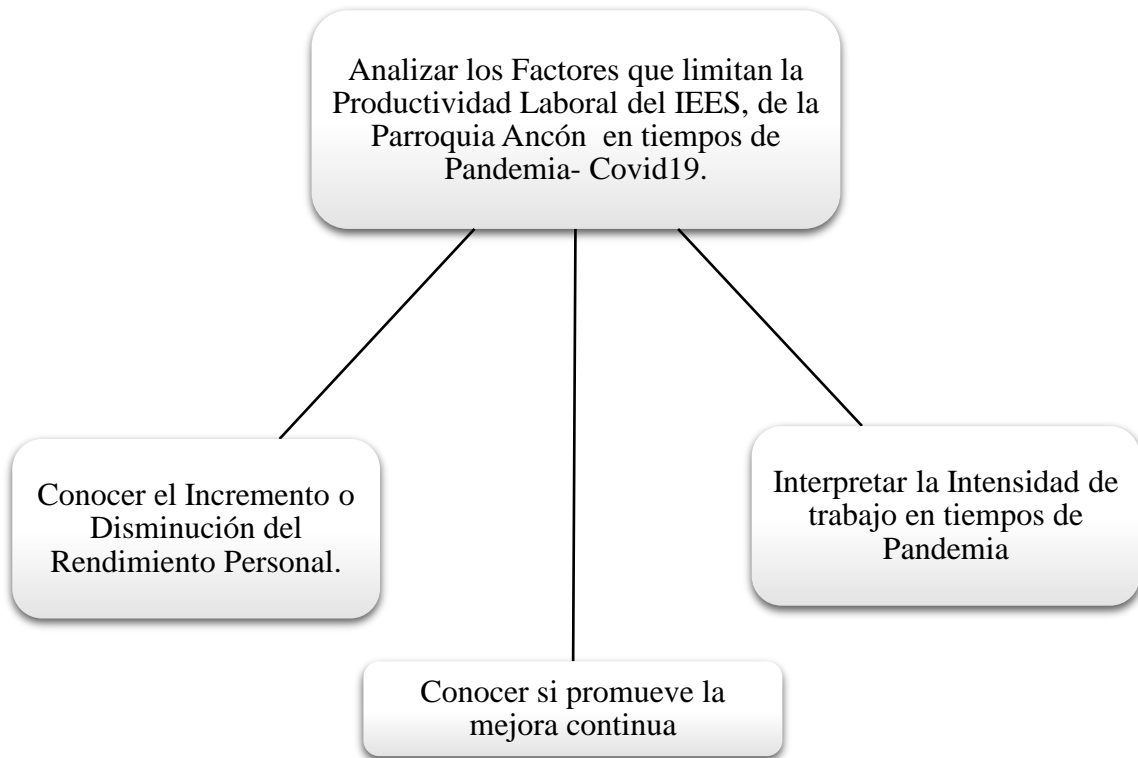 Analizar los Factores que limitan la
Productividad Laboral del IEES, de la
Parroquia Ancón en tiempos de
Pandemia- Covid19.
Conocer el Incremento o
Disminución del
Rendimiento Personal.
Interpretar la Intensidad de
trabajo en tiempos de
Pandemia
Conocer si promueve la
mejora continua